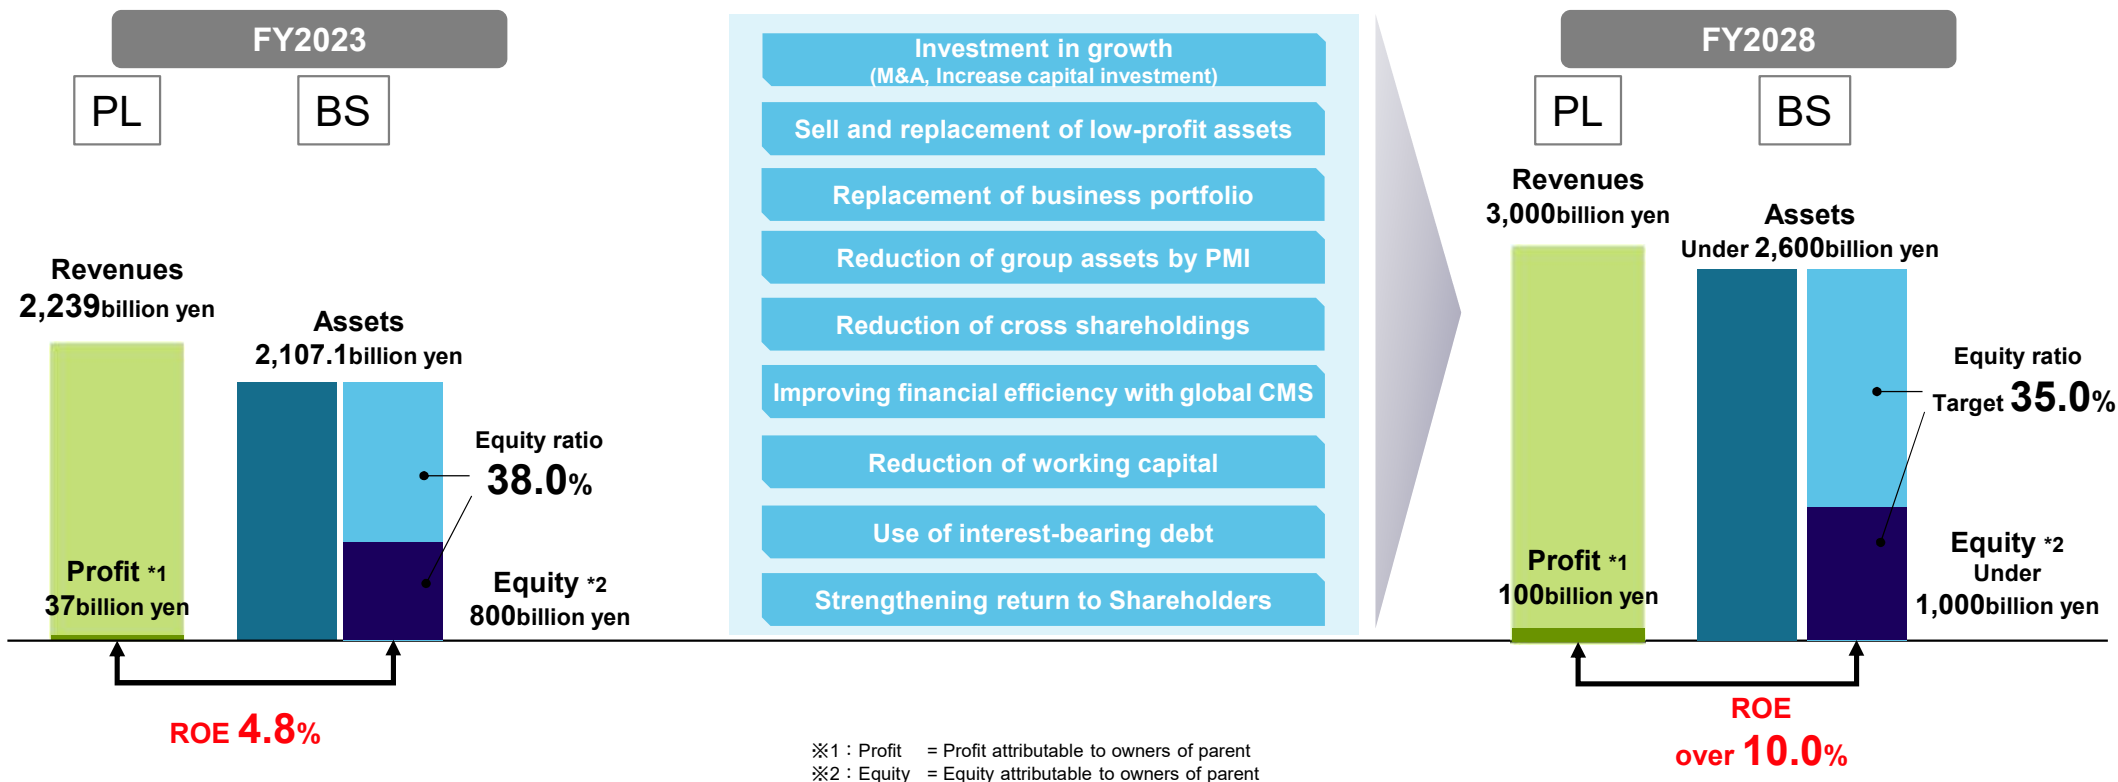 FY2023
PL
BS
Revenues
2,239billion yen
Assets
2,107.1billion yen
Equity ratio
38.0%
Profit *1
37billion yen
Equity *2
800billion yen
ROE 4.8%
Investment in growth
(M&A, Increase capital investment)
Sell and replacement of low-profit assets
Replacement of business portfolio
Reduction of group assets by PMI
Reduction of cross shareholdings
Improving financial efficiency with global CMS
Reduction of working capital
Use of interest-bearing debt
Strengthening return to Shareholders
FY2028
PL
BS
Revenues
3,000billion yen
Assets
Under 2,600billion yen
Equity ratio
Target 35.0%
Profit *1
100billion yen
Equity *2
Under
1,000billion yen
ROE
over 10.0%
※1：Profit = Profit attributable to owners of parent
※2：Equity = Equity attributable to owners of parent